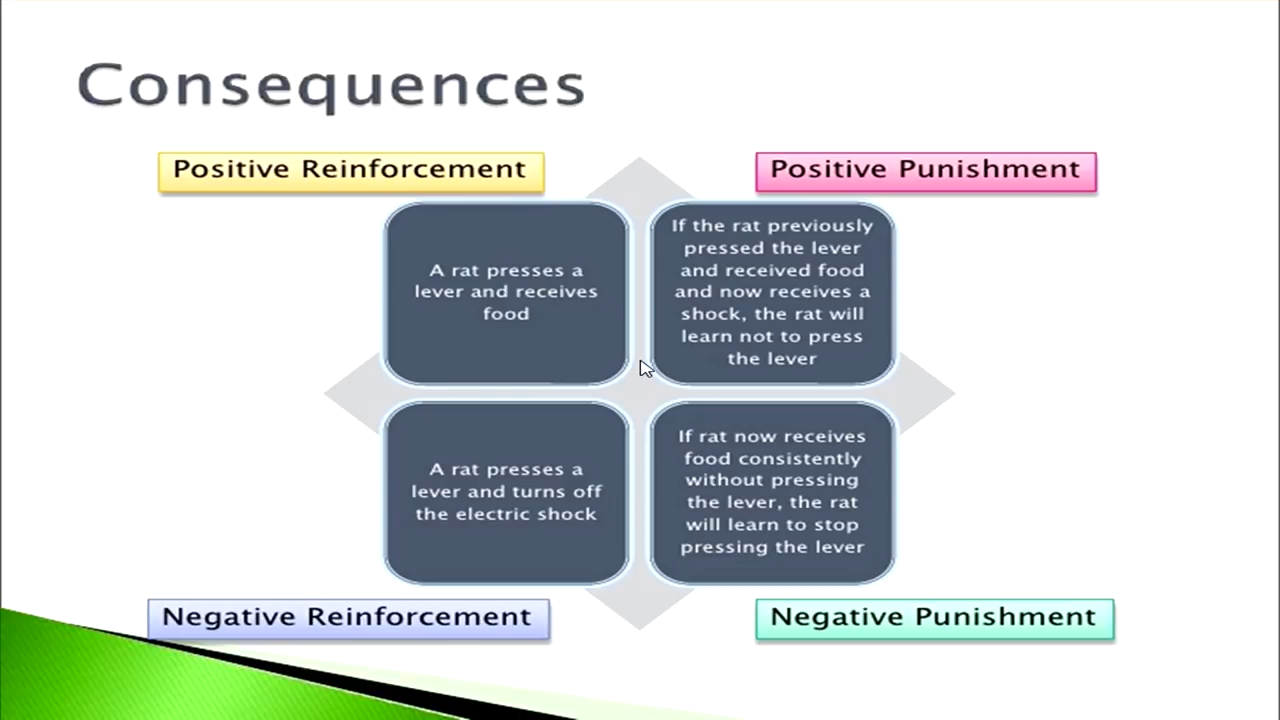 Consequences
Positive Reinforcement
Positive Punishment
A rat presses a
lever and receives
food
If the rat previously
pressed the lever
and received food
and now receives a
shock, the rat will
learn not to press
the lever
A rat presses a
lever and turns off
the electric shock
If rat now receives
food consistently
without pressing
the lever, the rat
will learn to stop
pressing the lever
Negative Reinforcement
Negative Punishment